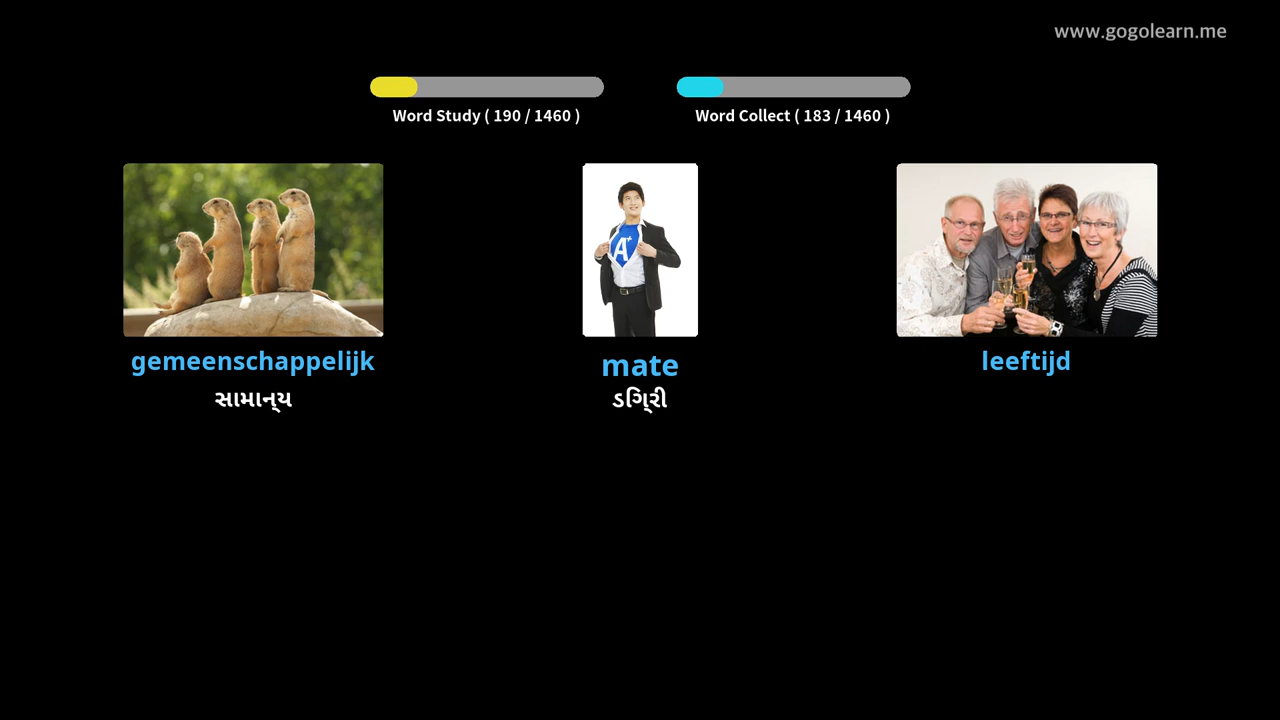 www.gogolearn.me
Word Study ( 190 / 1460 )
Word Collect ( 183 / 1460 )
A+
gemeenschappelijk
mate
leeftijd
સામાન્ય
ડિગ્રી